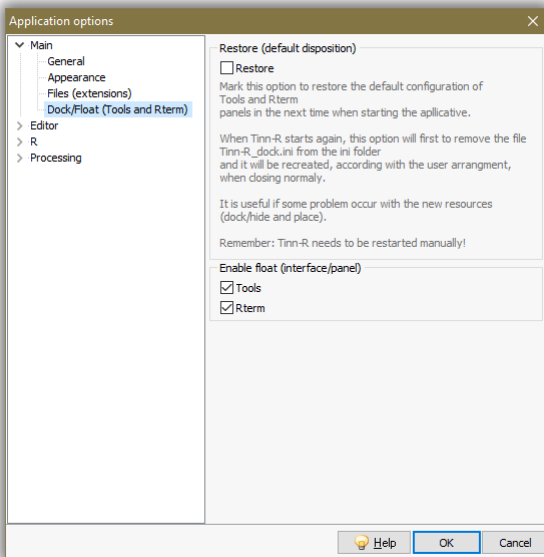 Application options
Main
General
Appearance
Files (extensions)
Dock/Float (Tools and Rterm)
Editor
R
Processing
Restore (default disposition)
Restore
Mark this option to restore the default configuration of
Tools and Rterm
panels in the next time when starting the apllicative.
When Tinn-R starts again, this option will first to remove the file
Tinn-R_dock.ini from the ini folder
and it will be recreated, according with the user arrangment,
when closing normaly.
It is useful if some problem occur with the new resources
(dock/hide and place).
Remember: Tinn-R needs to be restarted manually!
Enable float (interface/panel)
Tools
Rterm
Help
OK
Cancel